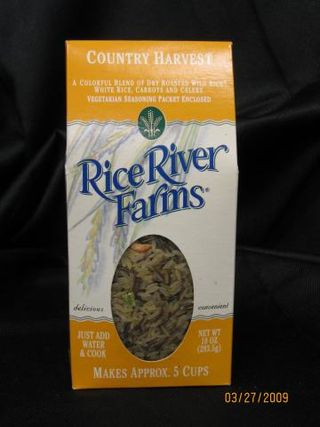 COUNTRY HARVEST
A COLORFUL BLEND OF DRY ROASTED WILD RICE,
WHITE RICE, CARROTS AND CELERY
VEGETARIAN SEASONING PACKET ENCLOSED
Rice River
Farms®
delicious
convenient
JUST ADD
WATER
& COOK
NET WT
10 OZ
(283.5g)
MAKES APPROX. 5 CUPS
03/27/2009